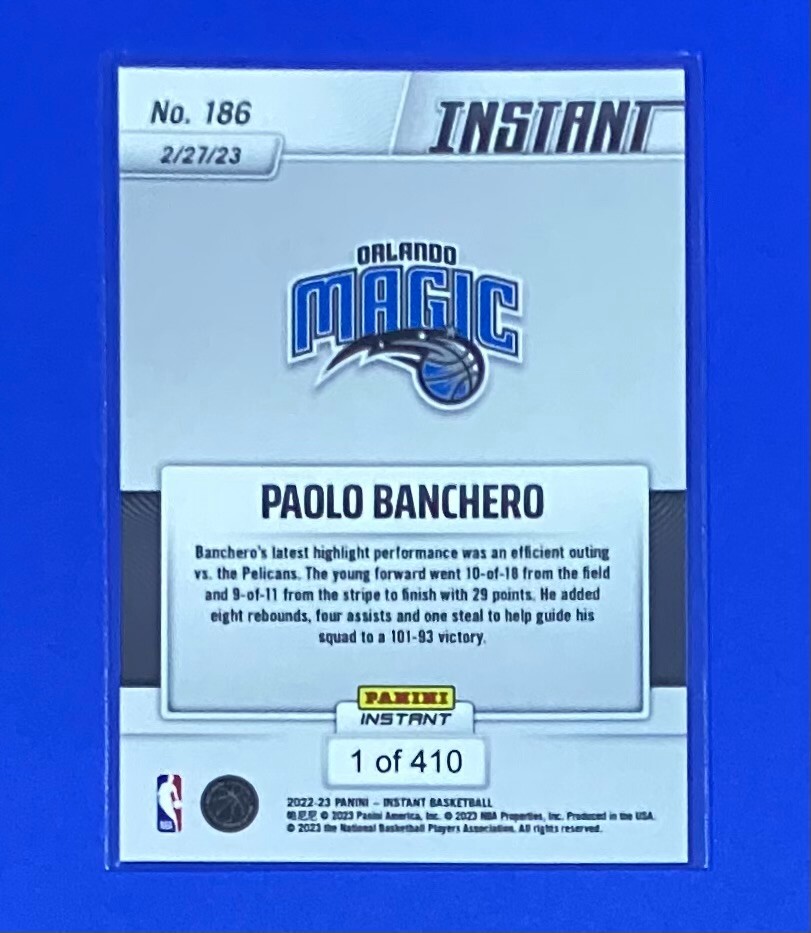 No. 186
INSTANT
2/27/23
ORLANDO
MAGIC
PAOLO BANCHERO
Banchero's latest highlight performance was an efficient outing
vs. the Pelicans. The young forward went 10-of-18 from the field
and 9-of-11 from the stripe to finish with 29 points. He added
eight rebounds, four assists and one steal to help guide his
squad to a 101-93 victory.
PANINI
INSTANT
1 of 410
2022-23 PANINI – INSTANT BASKETBALL
帕尼尼 © 2023 Panini America, Inc. © 2023 NBA Properties, Inc. Produced in the USA.
© 2023 the National Basketball Players Association. All rights reserved.